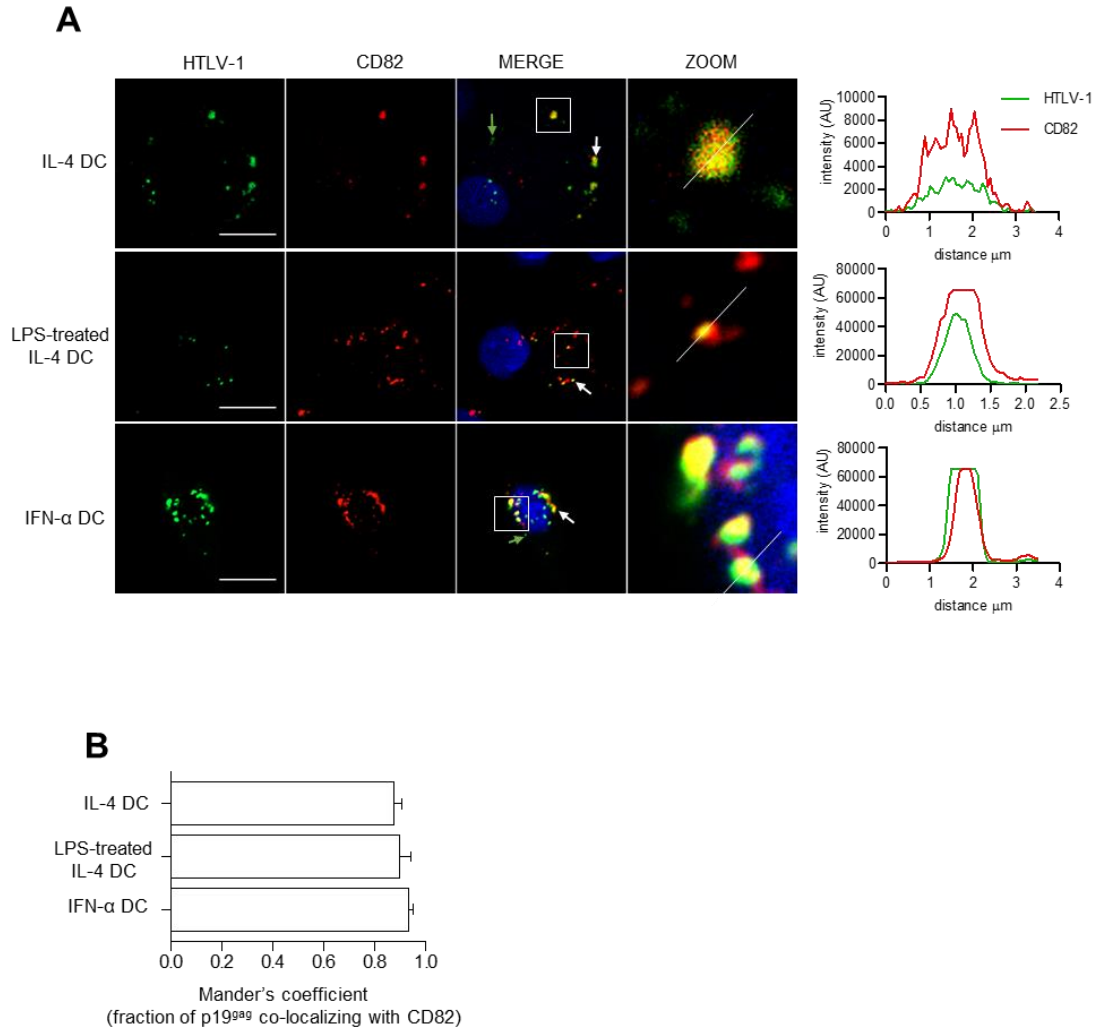 A
HTLV-1 CD82 MERGE ZOOM
IL-4 DC
LPS-treated
IL-4 DC
IFN-α DC
HTLV-1
CD82
intensity (AU)
10000
8000
6000
4000
2000
0
0 1 2 3 4
distance μm
intensity (AU)
80000
60000
40000
20000
0
0.0 0.5 1.0 1.5 2.0 2.5
distance μm
intensity (AU)
80000
60000
40000
20000
0
0 1 2 3 4
distance μm
B
IL-4 DC
LPS-treated
IL-4 DC
IFN-α DC
0.0 0.2 0.4 0.6 0.8 1.0
Mander's coefficient
(fraction of p19gag co-localizing with CD82)